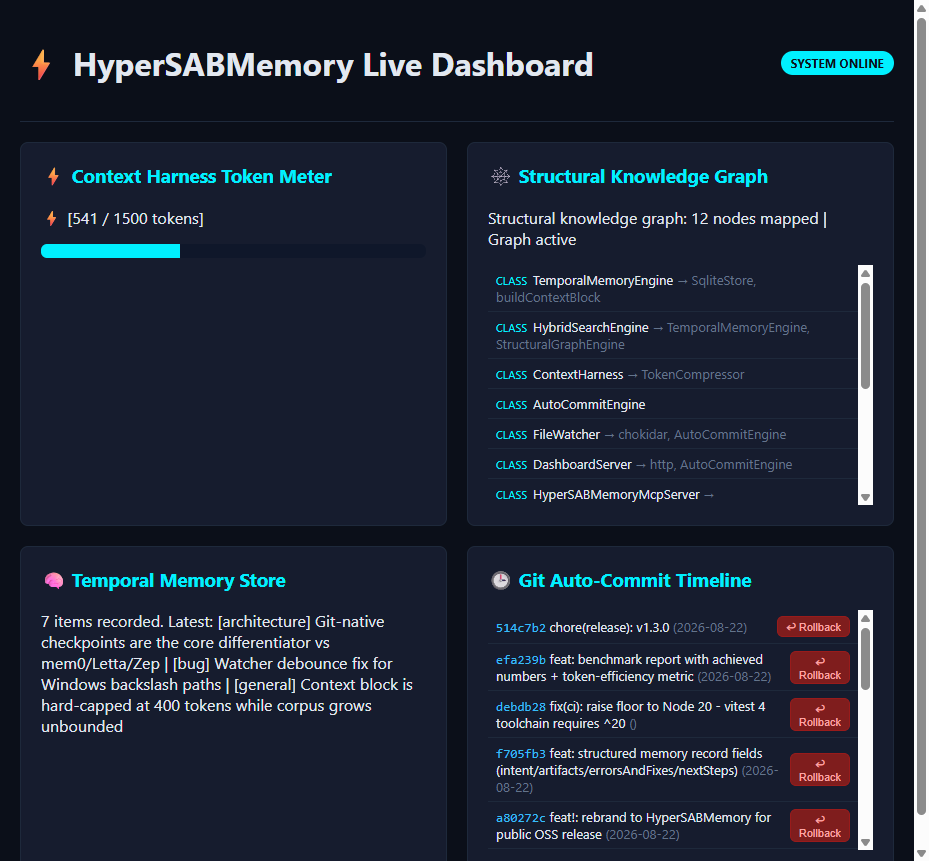 HyperSABMemory Live Dashboard
SYSTEM ONLINE
Context Harness Token Meter
[541 / 1500 tokens]
Structural Knowledge Graph
Structural knowledge graph: 12 nodes mapped |
Graph active
CLASS TemporalMemoryEngine → SqliteStore,
buildContextBlock
CLASS HybridSearchEngine → TemporalMemoryEngine,
StructuralGraphEngine
CLASS ContextHarness → TokenCompressor
CLASS AutoCommitEngine
CLASS FileWatcher → chokidar, AutoCommitEngine
CLASS DashboardServer → http, AutoCommitEngine
CLASS HyperSABMemoryMcpServer →
Temporal Memory Store
7 items recorded. Latest: [architecture] Git-native
checkpoints are the core differentiator vs
mem0/Letta/Zep | [bug] Watcher debounce fix for
Windows backslash paths | [general] Context block is
hard-capped at 400 tokens while corpus grows
unbounded
Git Auto-Commit Timeline
514c7b2 chore(release): v1.3.0 (2026-08-22)
↩ Rollback
efa239b feat: benchmark report with achieved
numbers + token-efficiency metric (2026-08-22)
↩
Rollback
debdb28 fix(ci): raise floor to Node 20 - vitest 4
toolchain requires ^20 ()
↩
Rollback
f705fb3 feat: structured memory record fields
(intent/artifacts/errorsAndFixes/nextSteps) (2026-
08-22)
↩
Rollback
a80272c feat!: rebrand to HyperSABMemory for
public OSS release (2026-08-22)
↩
Rollback